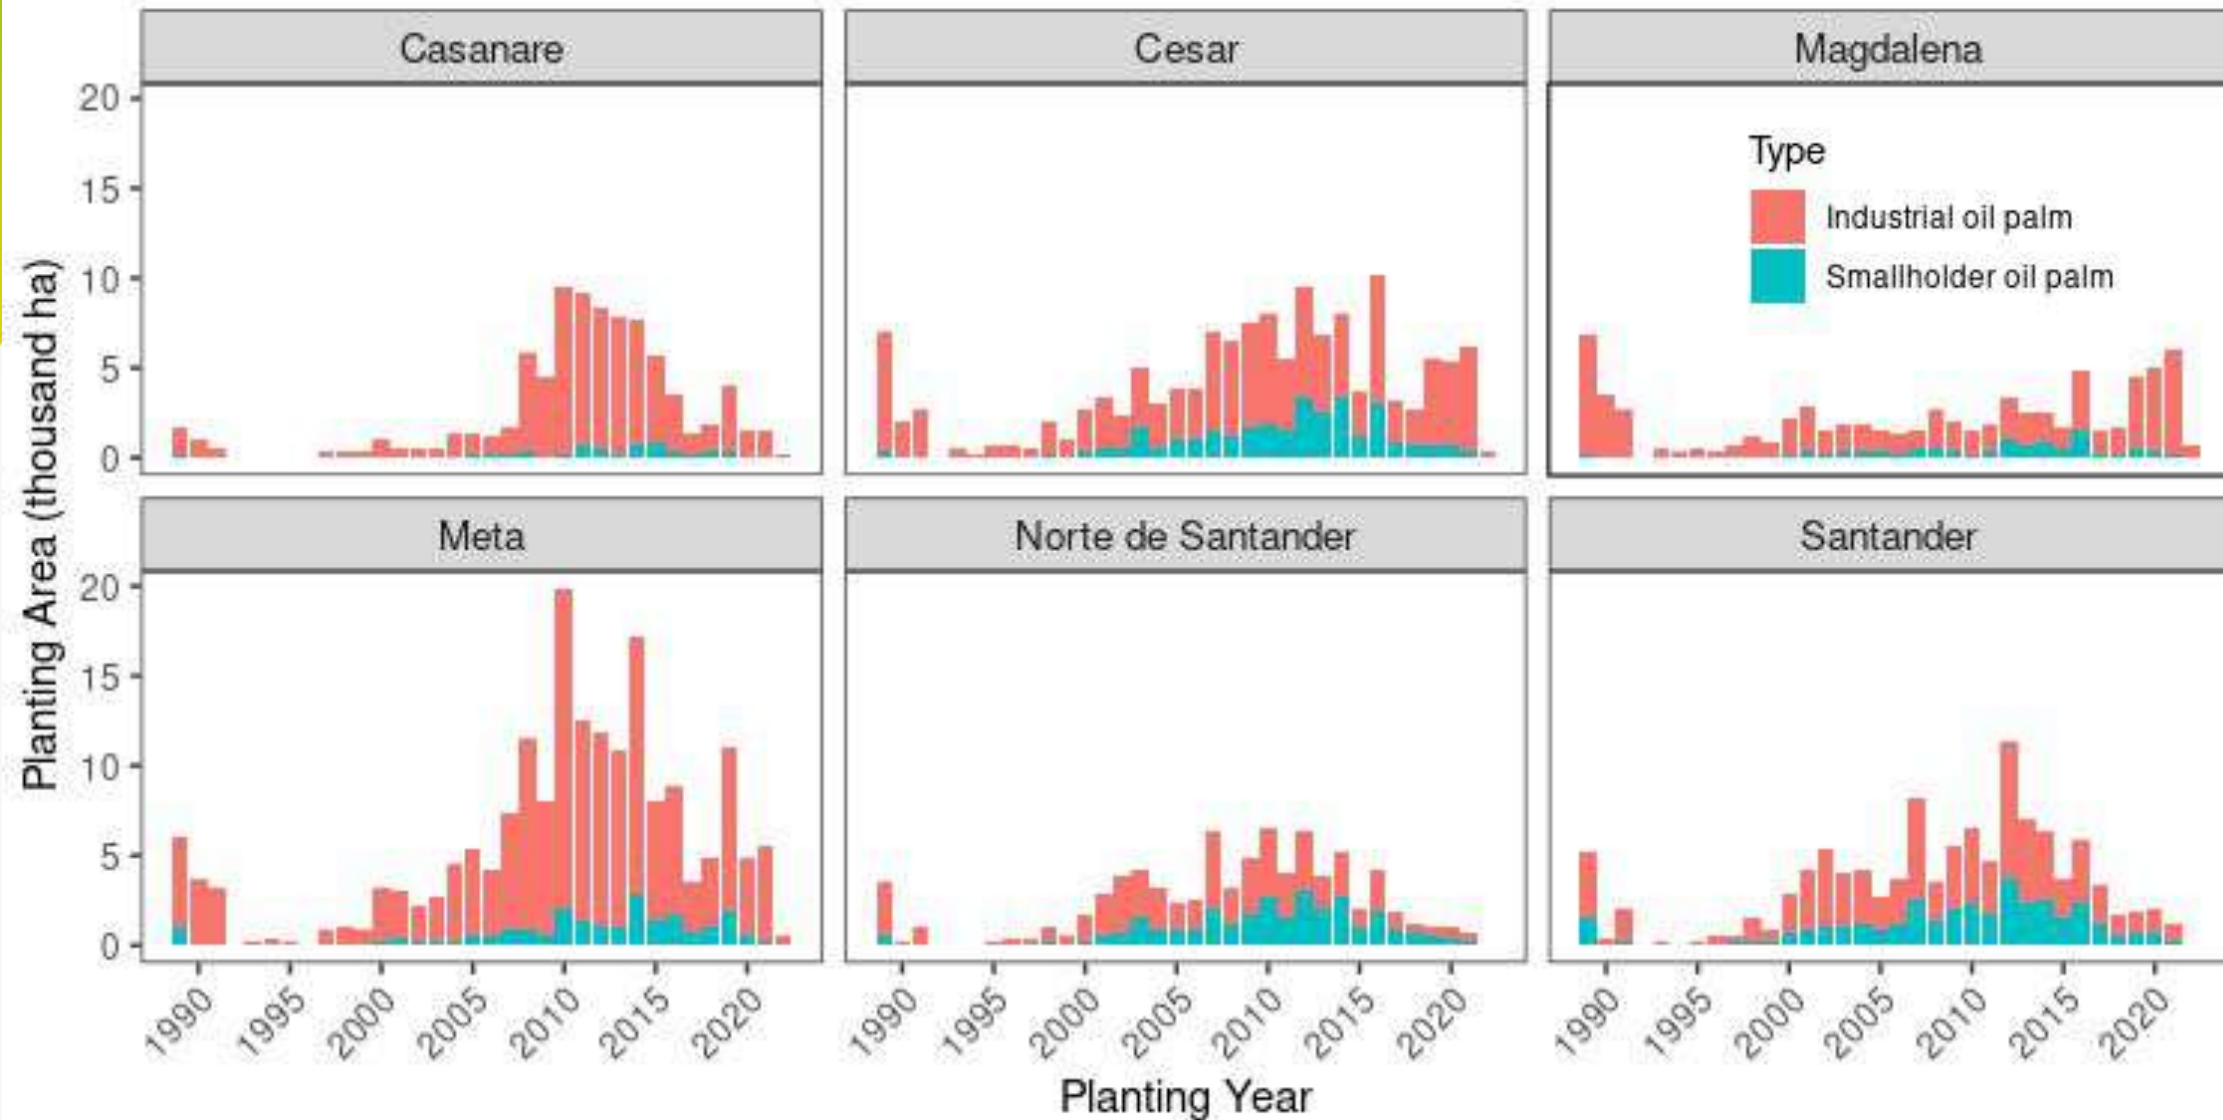 Casanare
Cesar
Magdalena
20
15
10
5
0
Type
Industrial oil palm
Smallholder oil palm
Planting Area (thousand ha)
Meta
Norte de Santander
Santander
20
15
10
5
0
1990 1995 2000 2005 2010 2015 2020
1990 1995 2000 2005 2010 2015 2020
1990 1995 2000 2005 2010 2015 2020
Planting Year